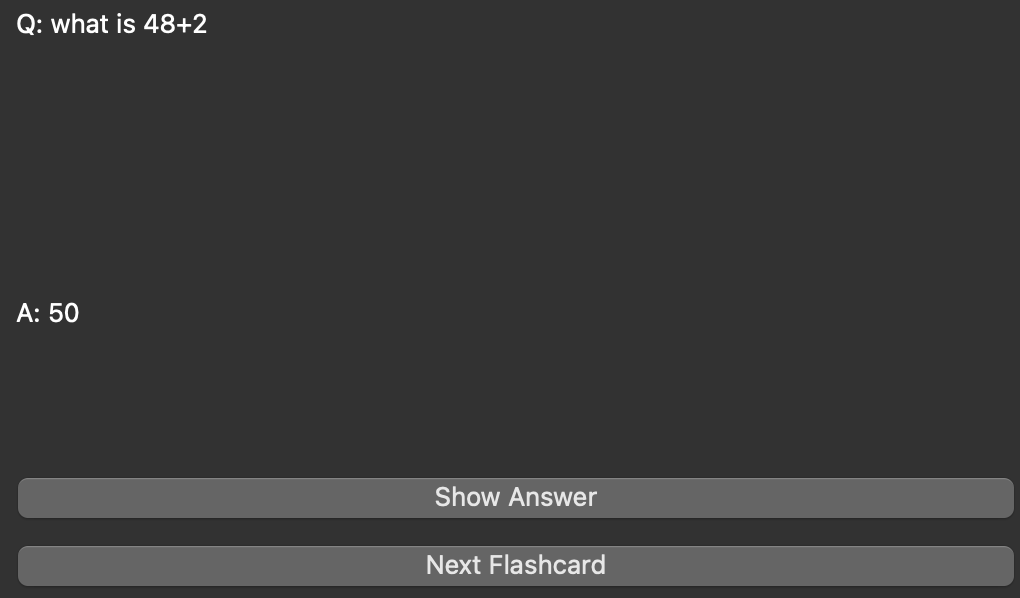 Q: what is 48+2
A: 50
Show Answer
Next Flashcard